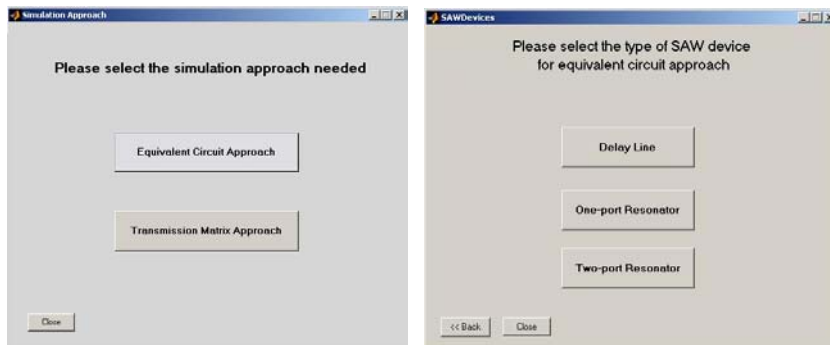 Simulation Approach
Please select the simulation approach needed
Equivalent Circuit Approach
Transmission Matrix Approach
Close
SAWDevices
Please select the type of SAW device
for equivalent circuit approach
Delay Line
One-port Resonator
Two-port Resonator
<< Back
Close